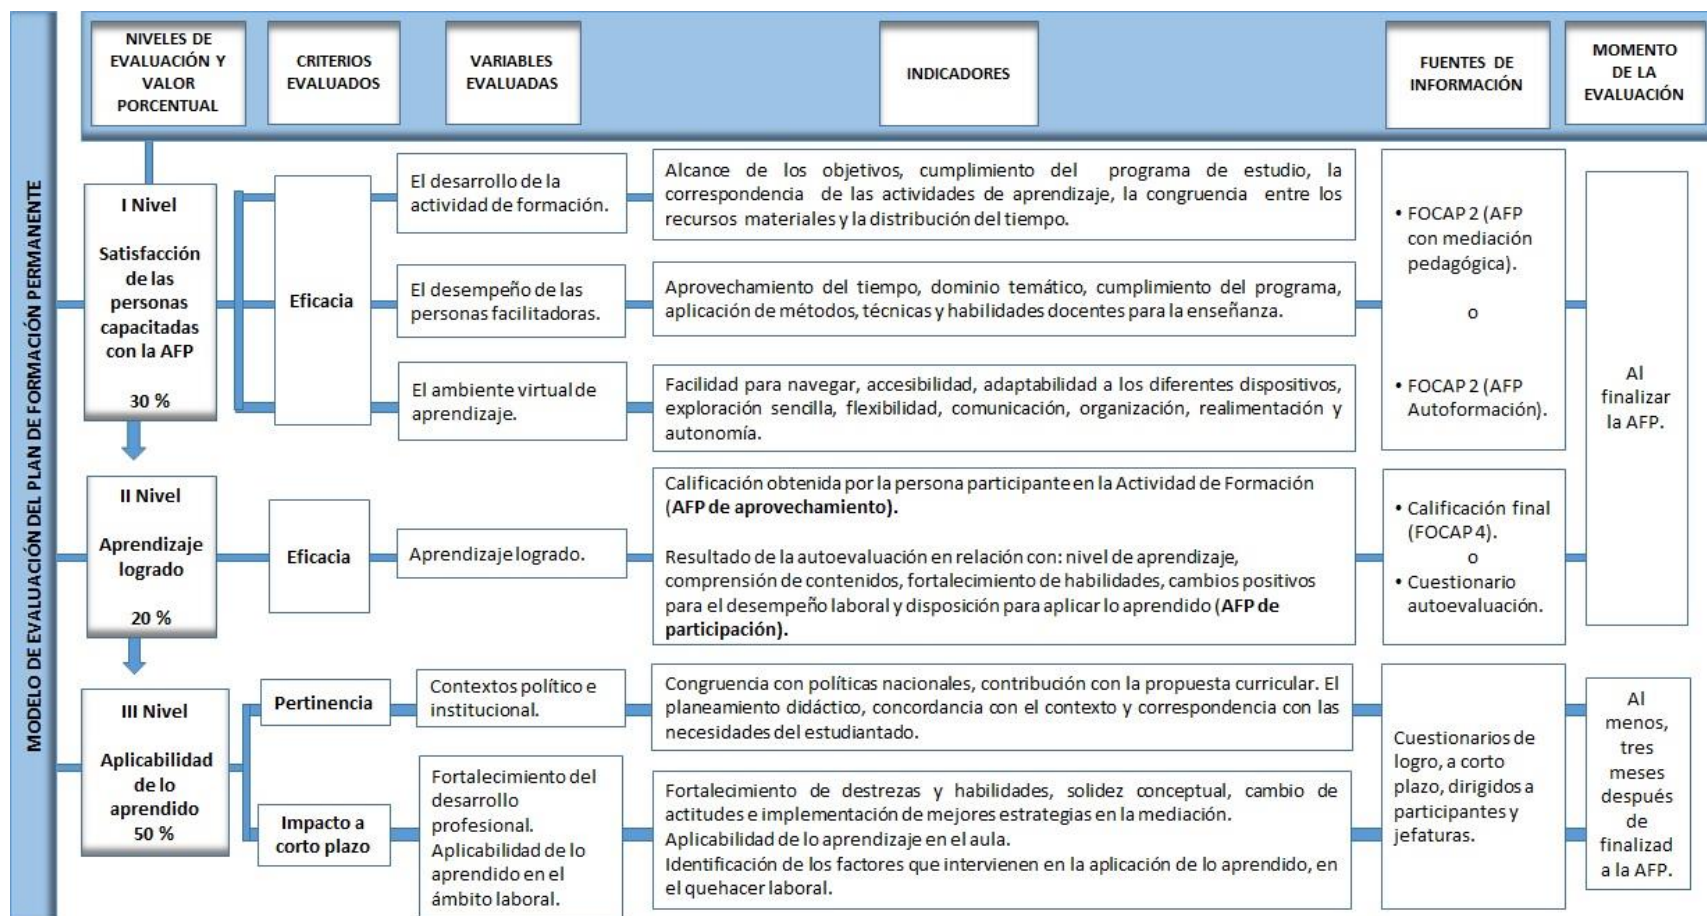 MODELO DE EVALUACIÓN DEL PLAN DE FORMACIÓN PERMANENTE
NIVELES DE
EVALUACIÓN Y
VALOR
PORCENTUAL
CRITERIOS
EVALUADOS
VARIABLES
EVALUADAS
INDICADORES
FUENTES DE
INFORMACIÓN
MOMENTO
DE LA
EVALUACIÓN
I Nivel
Satisfacción
de las
personas
capacitadas
con la AFP
30 %
Eficacia
El desarrollo de la
actividad de formación.
Alcance de los objetivos, cumplimiento del programa de estudio, la
correspondencia de las actividades de aprendizaje, la congruencia entre los
recursos materiales y la distribución del tiempo.
El desempeño de las
personas facilitadoras.
Aprovechamiento del tiempo, dominio temático, cumplimiento del programa,
aplicación de métodos, técnicas y habilidades docentes para la enseñanza.
El ambiente virtual de
aprendizaje.
Facilidad para navegar, accesibilidad, adaptabilidad a los diferentes dispositivos,
exploración sencilla, flexibilidad, comunicación, organización, realimentación y
autonomía.
• FOCAP 2 (AFP
con mediación
pedagógica).
o
• FOCAP 2 (AFP
Autoformación).
Al
finalizar
la AFP.
II Nivel
Aprendizaje
logrado
20 %
Eficacia
Aprendizaje logrado.
Calificación obtenida por la persona participante en la Actividad de Formación
(AFP de aprovechamiento).
Resultado de la autoevaluación en relación con: nivel de aprendizaje,
comprensión de contenidos, fortalecimiento de habilidades, cambios positivos
para el desempeño laboral y disposición para aplicar lo aprendido (AFP de
participación).
• Calificación final
(FOCAP 4).
o
• Cuestionario
autoevaluación.
III Nivel
Aplicabilidad
de lo
aprendido
50 %
Pertinencia
Contextos político e
institucional.
Congruencia con políticas nacionales, contribución con la propuesta curricular. El
planeamiento didáctico, concordancia con el contexto y correspondencia con las
necesidades del estudiantado.
Impacto a
corto plazo
Fortalecimiento del
desarrollo
profesional.
Aplicabilidad de lo
aprendido en el
ámbito laboral.
Fortalecimiento de destrezas y habilidades, solidez conceptual, cambio de
actitudes e implementación de mejores estrategias en la mediación.
Aplicabilidad de lo aprendizaje en el aula.
Identificación de los factores que intervienen en la aplicación de lo aprendido, en
el quehacer laboral.
Cuestionarios de
logro, a corto
plazo, dirigidos a
participantes y
jefaturas.
Al
menos,
tres
meses
después
de
finalizad
a la AFP.